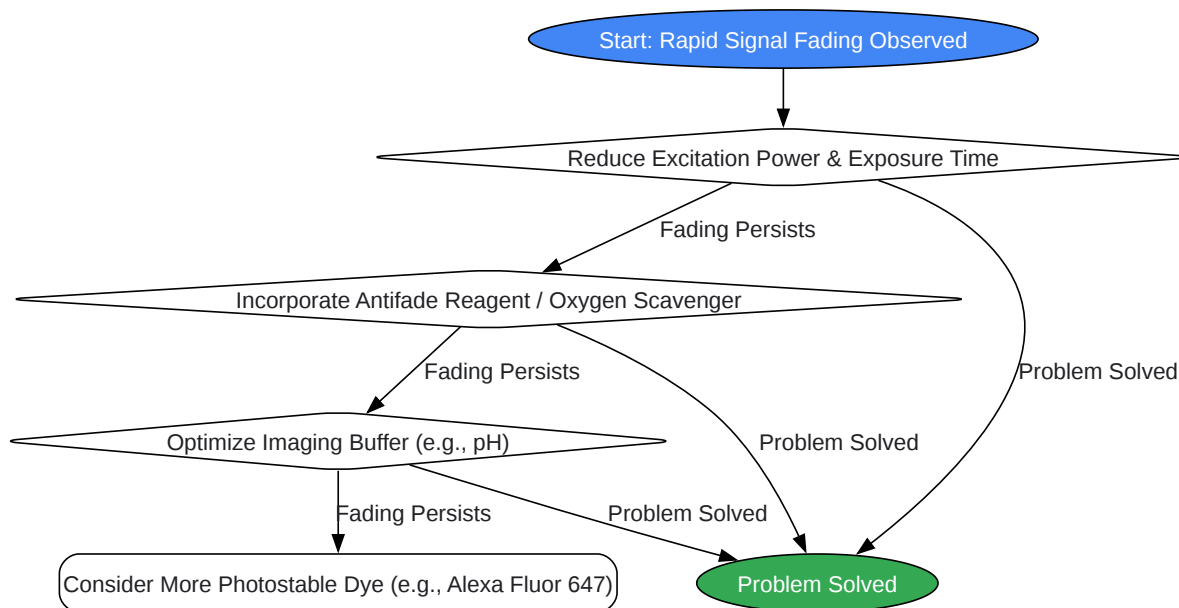 Start: Rapid Signal Fading Observed
Reduce Excitation Power & Exposure Time
Fading Persists
Incorporate Antifade Reagent / Oxygen Scavenger
Fading Persists
Problem Solved
Optimize Imaging Buffer (e.g., pH)
Problem Solved
Fading Persists
Problem Solved
Consider More Photostable Dye (e.g., Alexa Fluor 647)
Problem Solved